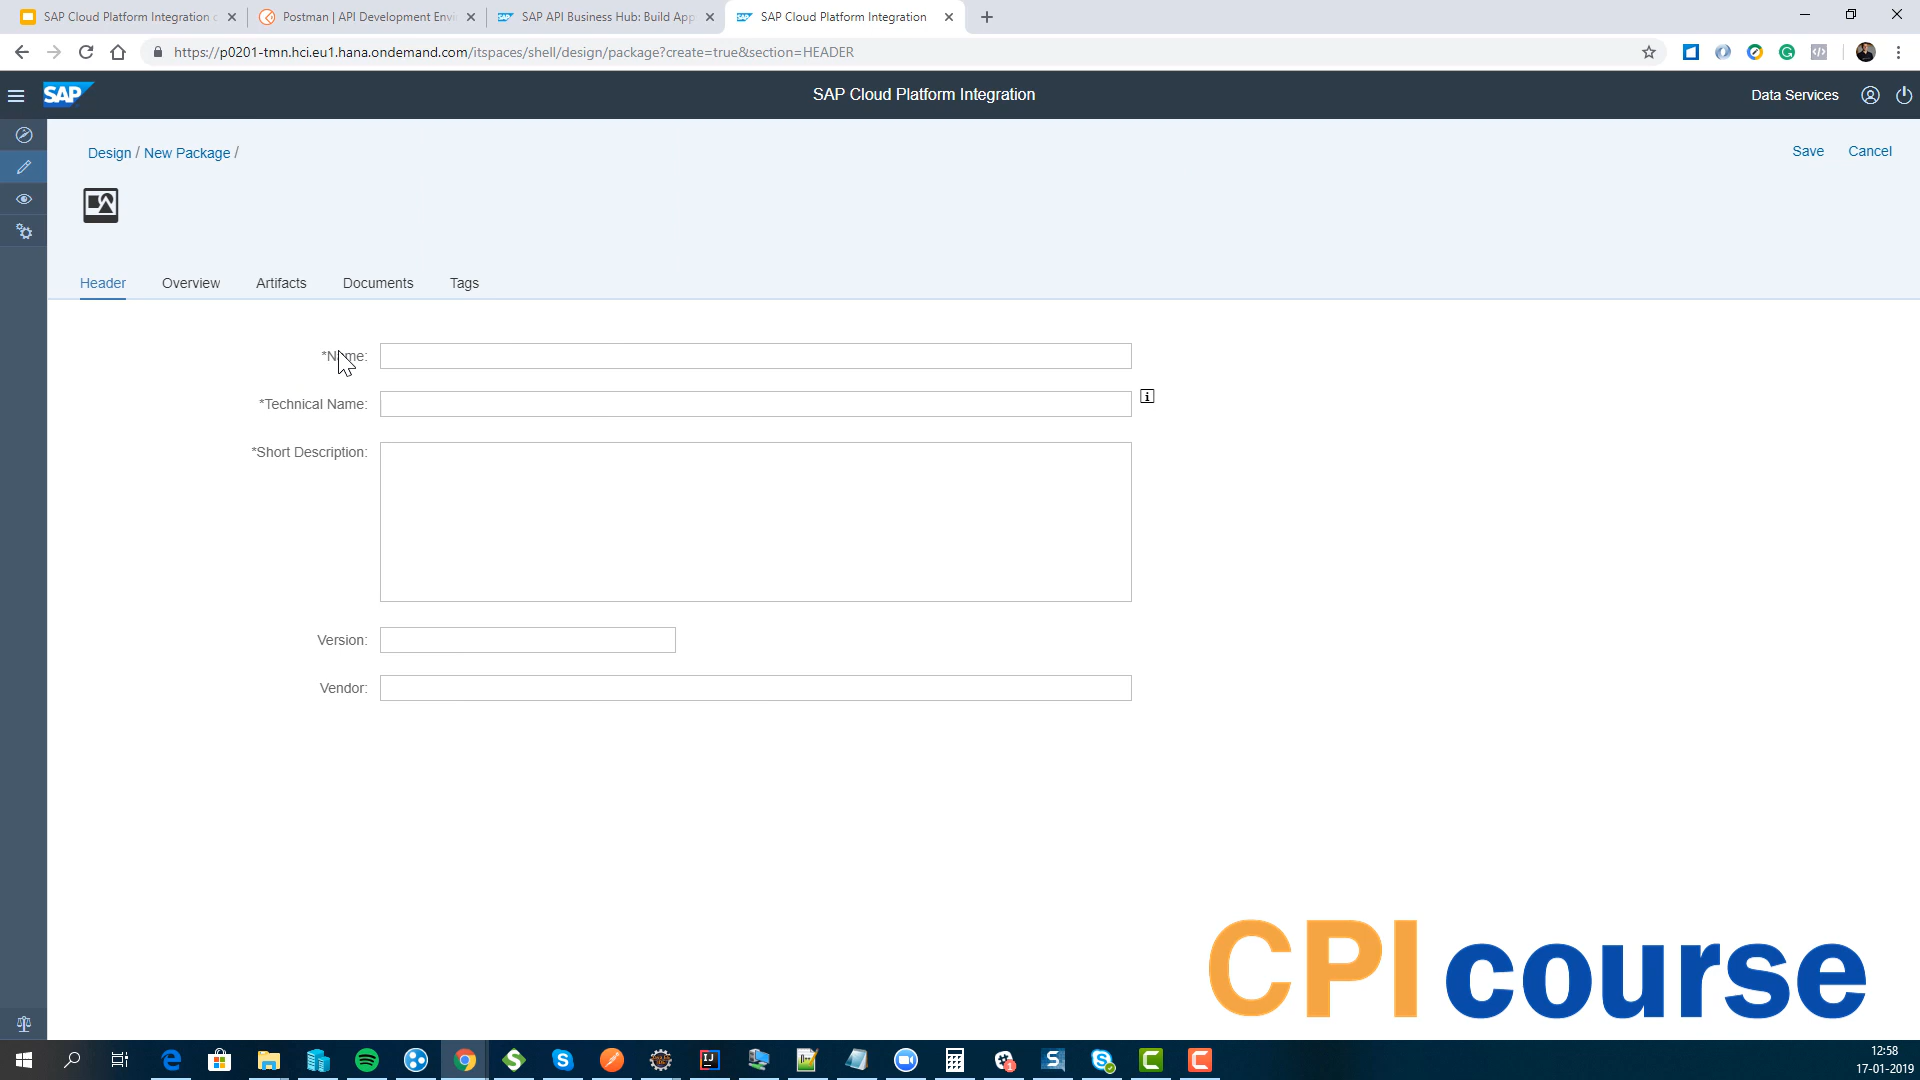 SAP Cloud Platform Integration c
Postman | API Development Envi
SAP API Business Hub: Build App
SAP Cloud Platform Integration
https://p0201-tmn.hci.eu1.hana.ondemand.com/itspaces/shell/design/package?create=true&section=HEADER
SAP
SAP Cloud Platform Integration
Data Services
Design / New Package /
Save Cancel
Header Overview Artifacts Documents Tags
*Name:
*Technical Name:
*Short Description:
Version:
Vendor:
CPI course
12:58
17-01-2019